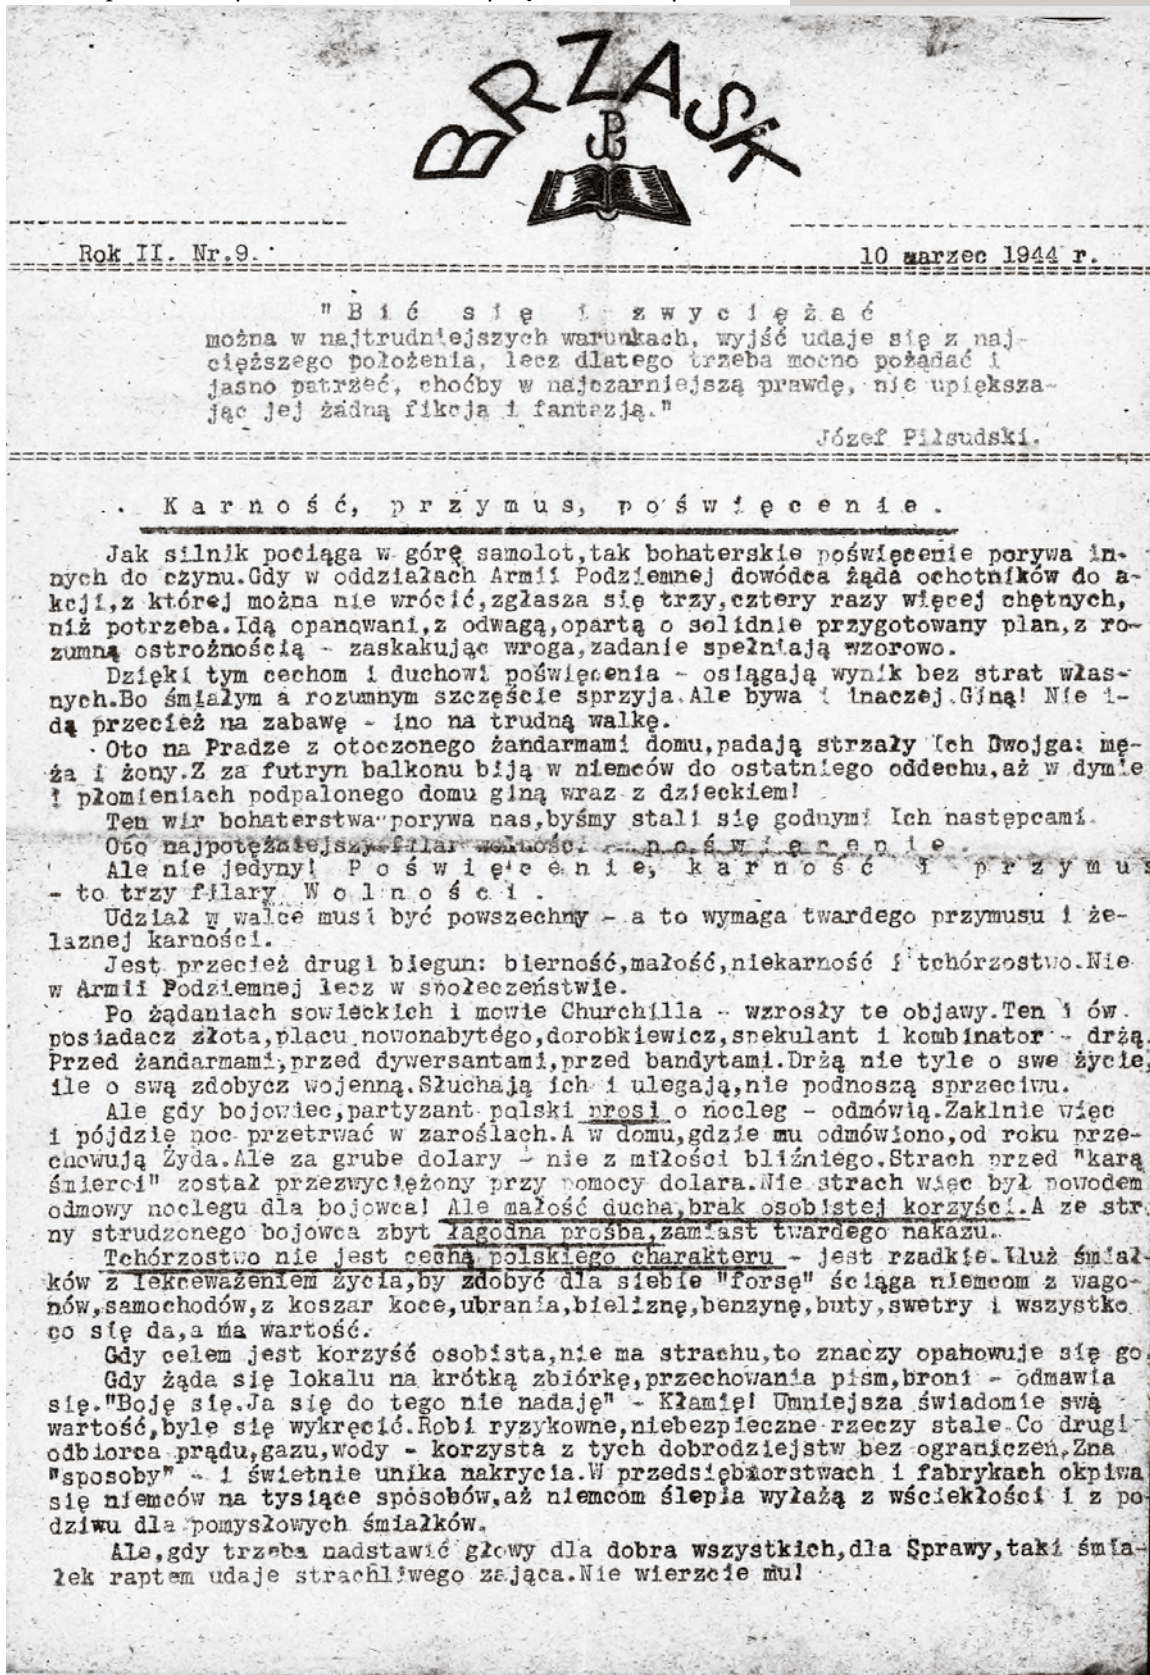 BRZASK
Rok II. Nr.9.
10 marzec 1944 r.
"Bić się i zwyciężać
można w najtrudniejszych warunkach, wyjść udaje się z naj-
cięższego położenia, lecz dlatego trzeba mocno pożądać i
jasno patrzeć, choćby w najczarniejszą prawdę, nie upiększa-
jąc jej żadną fikcją i fantazją."
Józef Piłsudski.
Karność, przymus, poświęcenie.
Jak silnik pociąga w górę samolot,tak bohaterskie poświęcenie porywa in-
nych do czynu.Gdy w oddziałach Armii Podziemnej dowódca żąda ochotników do a-
kcji,z której można nie wrócić,zgłasza się trzy,cztery razy więcej chętnych,
niż potrzeba.Idą opanowani,z odwagą,opartą o solidnie przygotowany plan,z ro-
zumną ostrożnością - zaskakując wroga,zadanie spełniają wzorowo.
Dzięki tym cechom i duchowi poświęcenia - osiągają wynik bez strat włas-
nych.Bo śmiałym a rozumnym szczęście sprzyja.Ale bywa i inaczej.Giną! Nie i-
dą przecież na zabawę - ino na trudną walkę.
Oto na Pradze z otoczonego żandarmami domu,padają strzały Ich Dwojga: mę-
ża i żony.Z za futryn balkonu biją w niemców do ostatniego oddechu,aż w dymie
i płomieniach podpalonego domu giną wraz z dzieckiem!
Ten wir bohaterstwa porywa nas,byśmy stali się godnymi Ich następcami.
Oto najpotężniejszy filar wolności - poświęcenie.
Ale nie jedyny! Poświęcenie, karność i przymus
- to trzy filary Wolności.
Udział w walce musi być powszechny - a to wymaga twardego przymusu i że-
laznej karności.
Jest przecież drugi biegun: bierność,małość,niekarność i tchórzostwo.Nie
w Armii Podziemnej lecz w społeczeństwie.
Po żądaniach sowieckich i mowie Churchilla - wzrosły te objawy.Ten i ów
posiadacz złota,placu nowonabytego,dorobkiewicz,spekulant i kombinator - drżą.
Przed żandarmami,przed dywersantami,przed bandytami.Drżą nie tyle o swe życie,
ile o swą zdobycz wojenną.Słuchają ich i ulegają,nie podnoszą sprzeciwu.
Ale gdy bojowiec,partyzant polski prosi o nocleg - odmówią.Zaklnie więc
i pójdzie noc przetrwać w zaroślach.A w domu,gdzie mu odmówiono,od roku prze-
chowują Żyda.Ale za grube dolary - nie z miłości bliźniego.Strach przed "karą
śmierci" został przezwyciężony przy pomocy dolara.Nie strach więc był powodem
odmowy noclegu dla bojowca! Ale małość ducha,brak osobistej korzyści.A ze str
ny strudzonego bojowca zbyt łagodna prośba,zamiast twardego nakazu.
Tchórzostwo nie jest cechą polskiego charakteru - jest rzadkie.Iluż śmiał-
ków z lekceważeniem życia,by zdobyć dla siebie "forsę" ściąga niemcom z wago-
nów,samochodów,z koszar koce,ubrania,bieliznę,benzynę,buty,swetry i wszystko
co się da,a ma wartość.
Gdy celem jest korzyść osobista,nie ma strachu,to znaczy opanowuje się go.
Gdy żąda się lokalu na krótką zbiórkę,przechowania pism,broni - odmawia
się."Boję się.Ja się do tego nie nadaję" - Kłamię! Umniejsza świadomie swą
wartość,byle się wykręcić.Robi ryzykowne,niebezpieczne rzeczy stale.Co drugi
odbiorca prądu,gazu,wody - korzysta z tych dobrodziejstw bez ograniczeń.Zna
"sposoby" - i świetnie unika nakrycia.W przedsiębiorstwach i fabrykach okpiwa
się niemców na tysiące sposobów,aż niemcom ślepia wyłażą z wściekłości i z po
dziwu dla pomysłowych śmiałków.
Ale,gdy trzeba nadstawić głowy dla dobra wszystkich,dla Sprawy,taki śmia-
łek raptem udaje strachliwego zająca.Nie wierzcie mu!